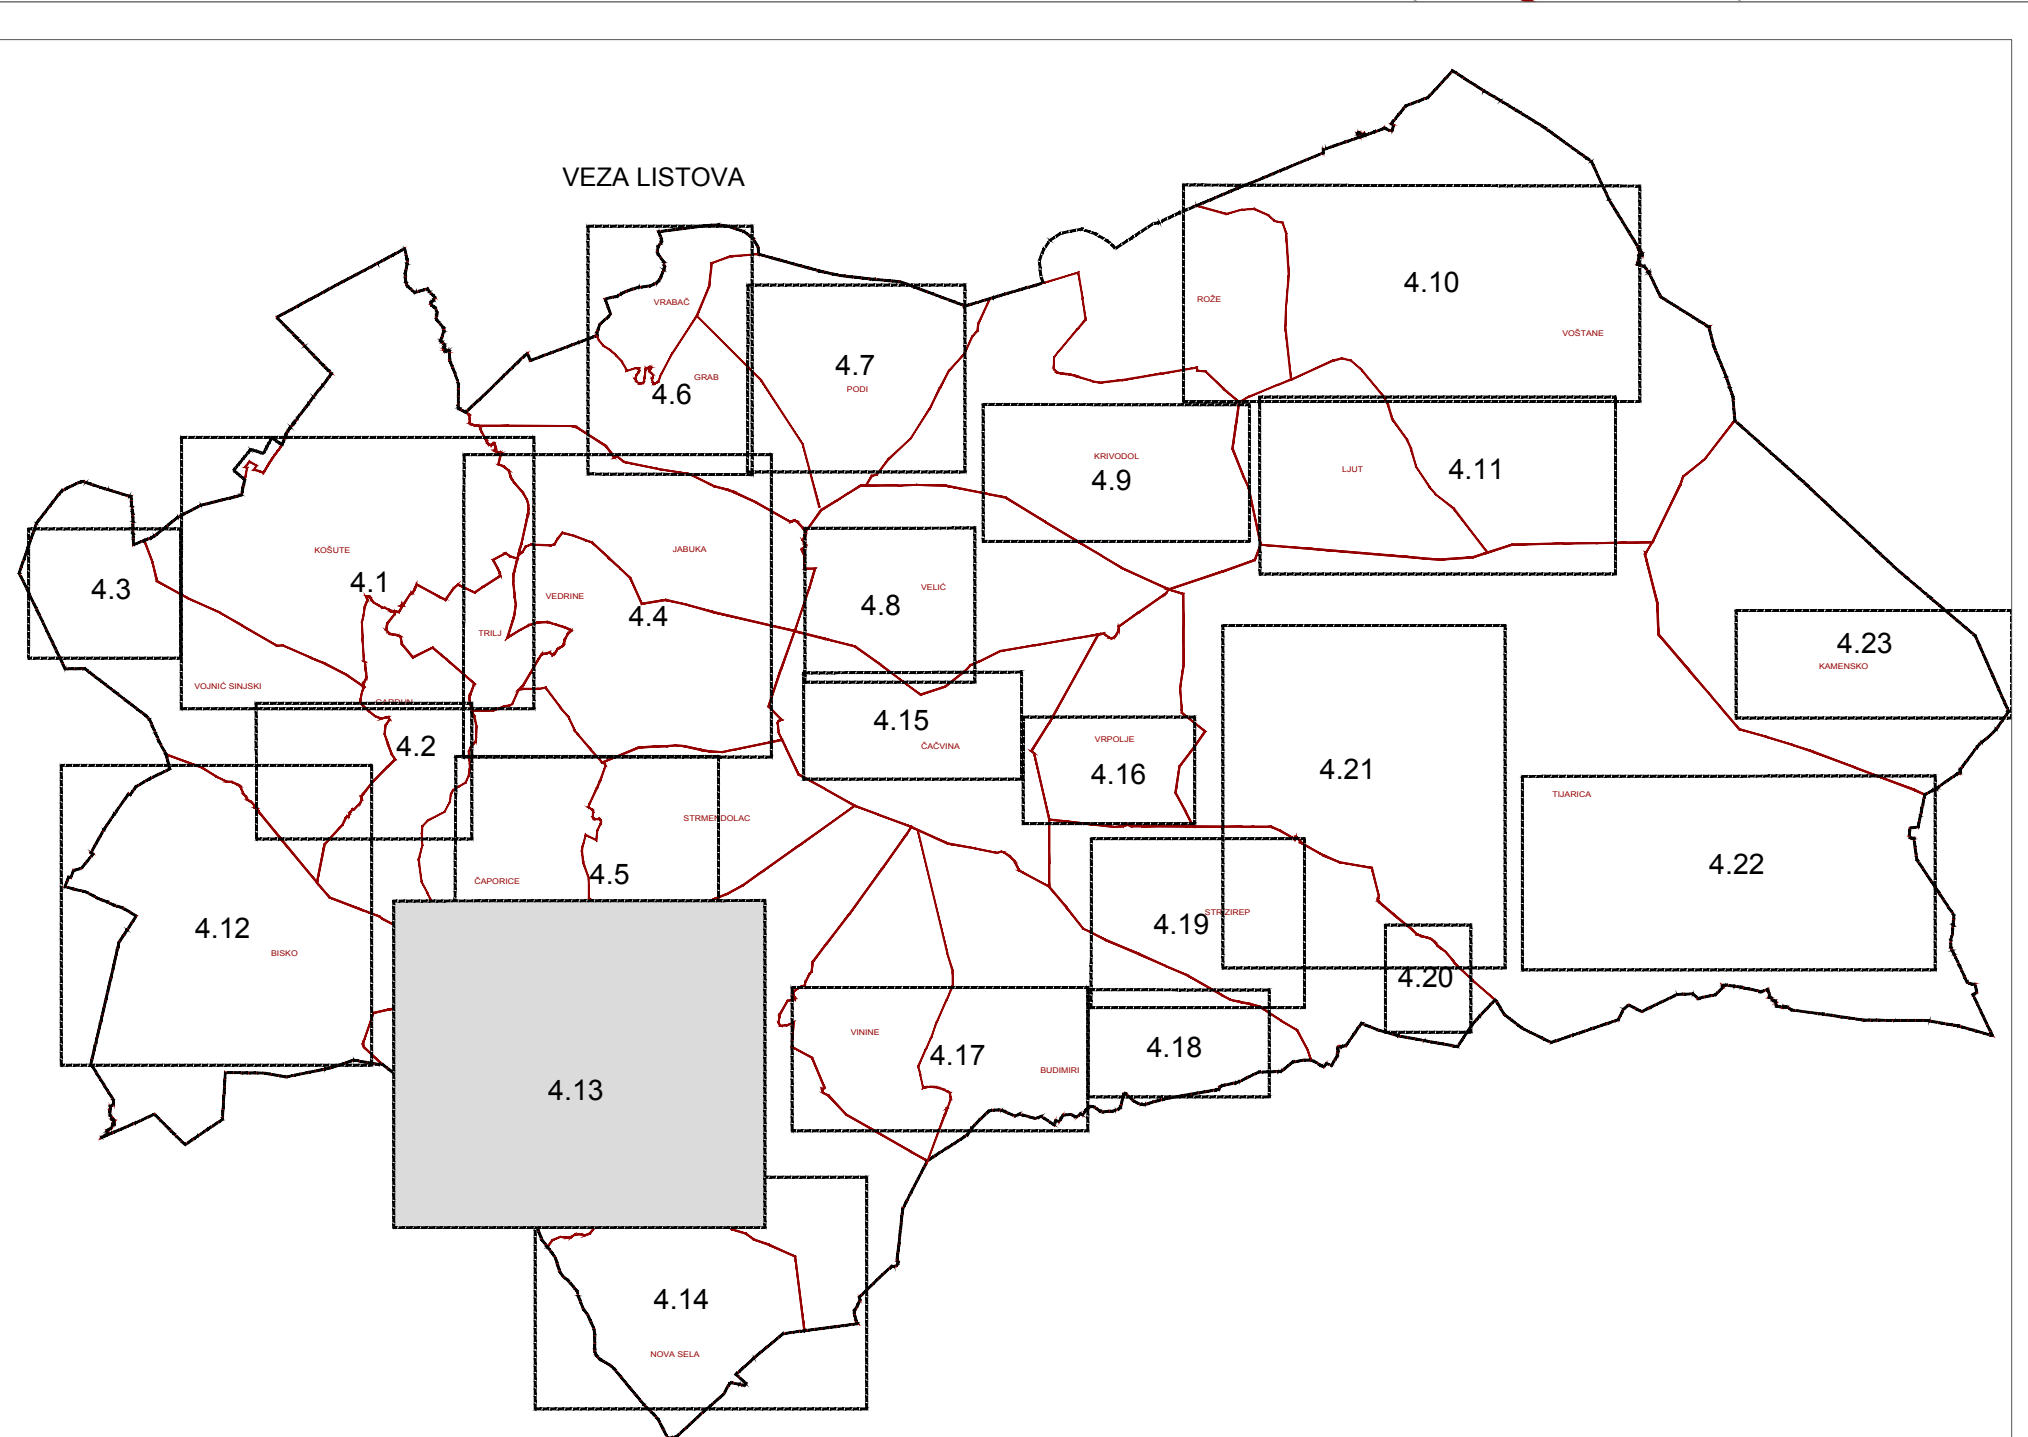 VEZA LISTOVA
4.10
ROŽE
VRABAČ
VOŠTANE
4.7
GRAB
PODI
4.6
KRIVODOL
4.9
LJUT
4.11
KOŠUTE
JABUKA
4.1
4.3
VEDRINE
VELIĆ
4.8
4.4
TRILJ
4.23
KAMENSKO
VOJNIĆ SINJSKI
GARDUN
4.15
4.2
ČAČVINA
VRPOLJE
4.16
4.21
TIJARICA
STRMENDOLAC
4.22
4.5
ČAPORICE
STRIZIREP
4.19
4.12
BISKO
4.20
VININE
4.17
4.18
BUDIMIRI
4.13
4.14
NOVA SELA